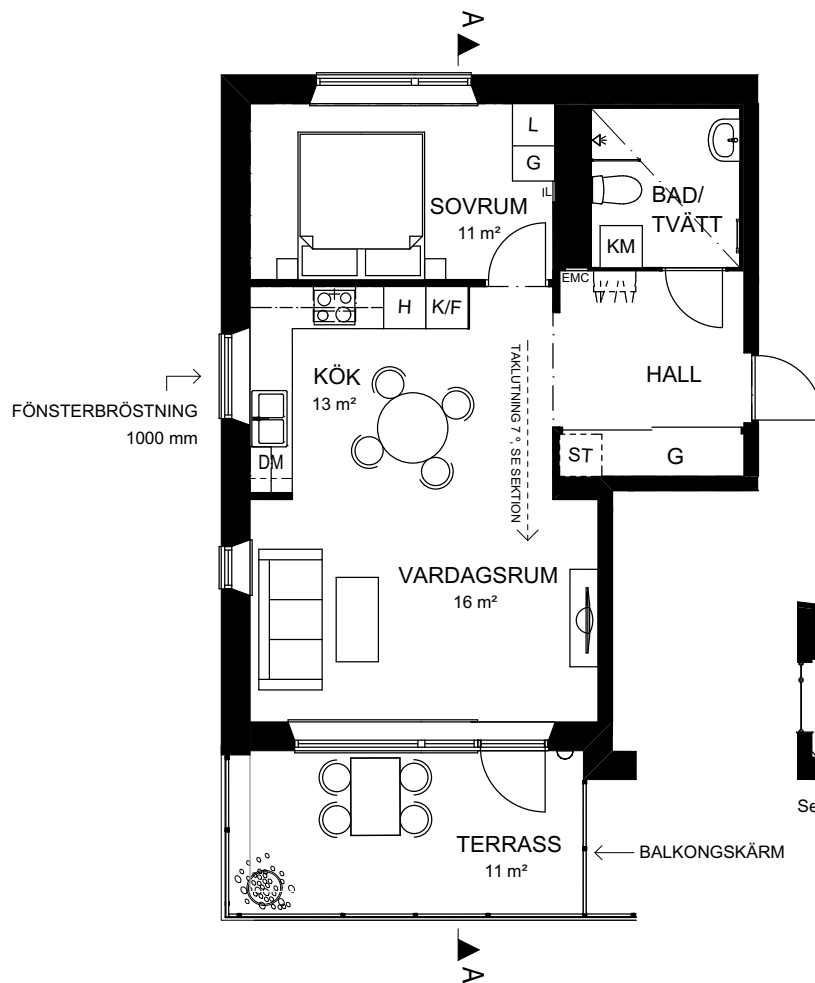 A
L
G
IL
SOVRUM
11 m²
BAD/
TVÄTT
KM
EMC
H
K/F
KÖK
13 m²
HALL
FÖNSTERBRÖSTNING
1000 mm
TAKLUTNING 7 °, SE SEKTION
DM
ST
G
VARDAGSRUM
16 m²
Se
TERRASS
11 m²
BALKONGSKÄRM
A